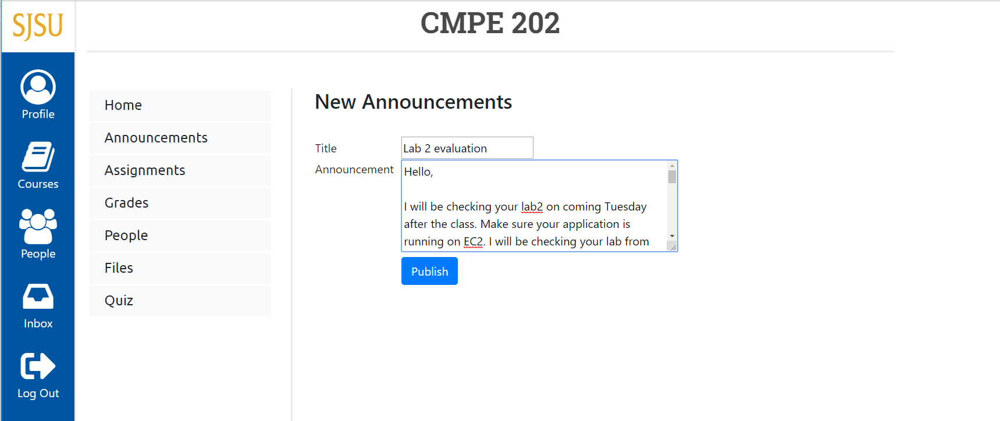 SJSU
CMPE 202
Profile
Courses
People
Inbox
Log Out
Home
Announcements
Assignments
Grades
People
Files
Quiz
New Announcements
Title
Lab 2 evaluation
Announcement
Hello,
I will be checking your lab2 on coming Tuesday
after the class. Make sure your application is
running on EC2. I will be checking your lab from
Publish